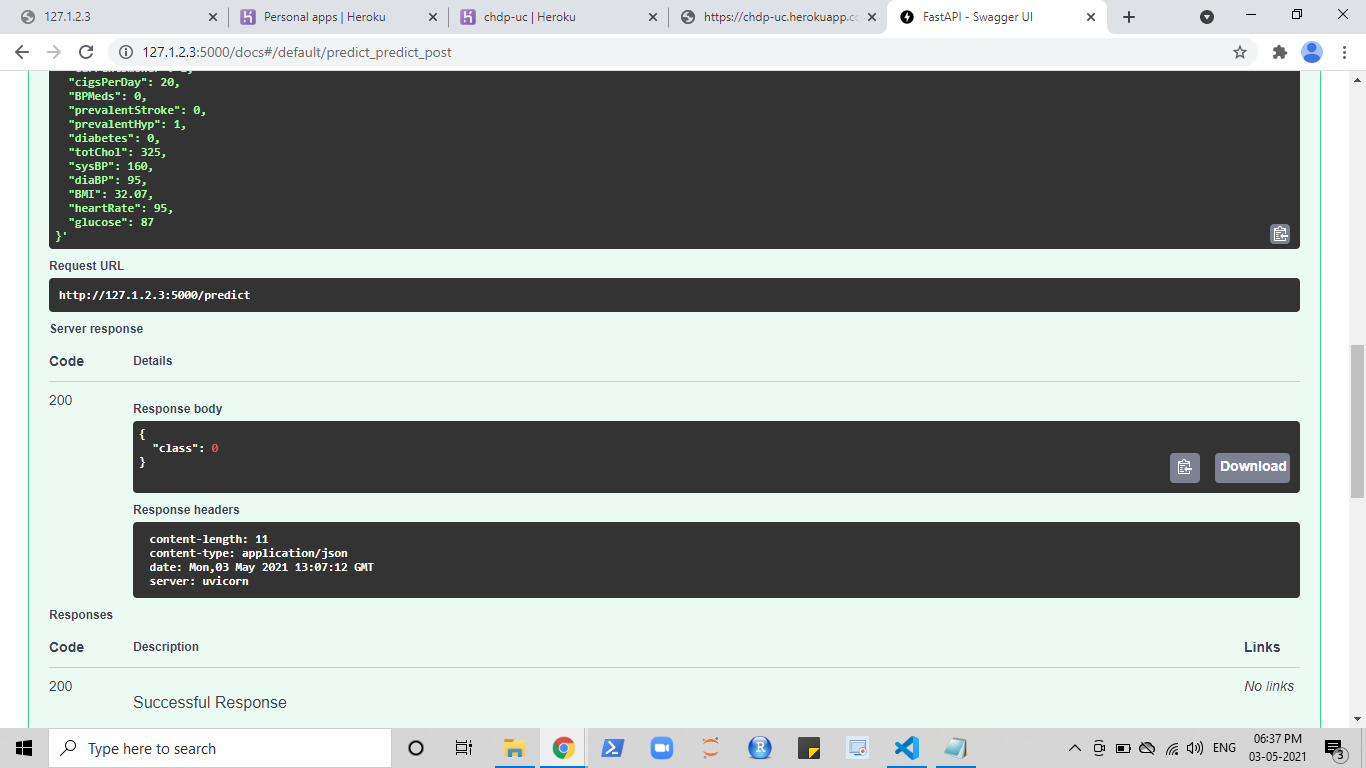 127.1.2.3
Personal apps | Heroku
chdp-uc | Heroku
https://chdp-uc.herokuapp.co
FastAPI - Swagger UI
127.1.2.3:5000/docs#/default/predict_predict_post
"cigsPerDay": 20,
"BPMeds": 0,
"prevalentStroke": 0,
"prevalentHyp": 1,
"diabetes": 0,
"totChol": 325,
"sysBP": 160,
"diaBP": 95,
"BMI": 32.07,
"heartRate": 95,
"glucose": 87
}'
Request URL
http://127.1.2.3:5000/predict
Server response
Code Details
200
Response body
{
"class": 0
}
Download
Response headers
content-length: 11
content-type: application/json
date: Mon,03 May 2021 13:07:12 GMT
server: uvicorn
Responses
Code Description Links
200
Successful Response
No links
Type here to search
ENG
06:37 PM
03-05-2021
3